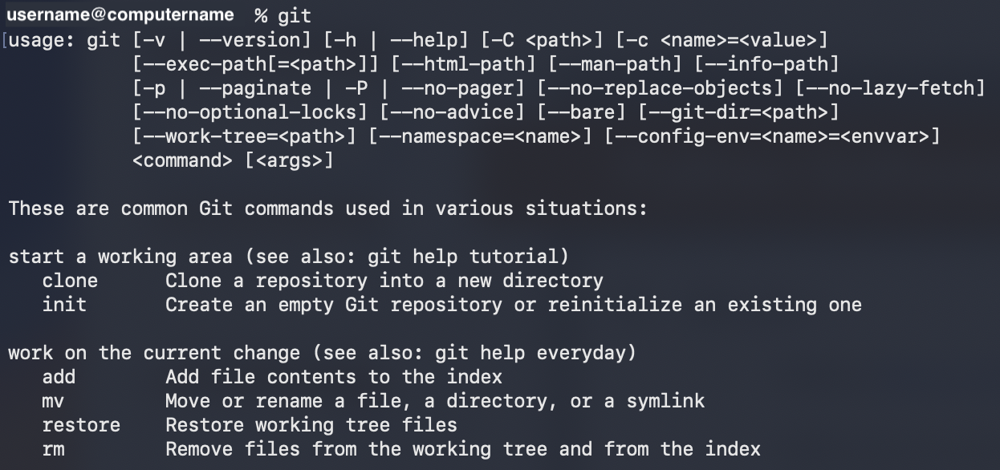 username@computername % git
usage: git [-v | --version] [-h | --help] [-C <path>] [-c <name>=<value>]
           [--exec-path[=<path>]] [--html-path] [--man-path] [--info-path]
           [-p | --paginate | -P | --no-pager] [--no-replace-objects] [--no-lazy-fetch]
           [--no-optional-locks] [--no-advice] [--bare] [--git-dir=<path>]
           [--work-tree=<path>] [--namespace=<name>] [--config-env=<name>=<envvar>]
           <command> [<args>]

These are common Git commands used in various situations:

start a working area (see also: git help tutorial)
   clone      Clone a repository into a new directory
   init       Create an empty Git repository or reinitialize an existing one

work on the current change (see also: git help everyday)
   add        Add file contents to the index
   mv         Move or rename a file, a directory, or a symlink
   restore    Restore working tree files
   rm         Remove files from the working tree and from the index